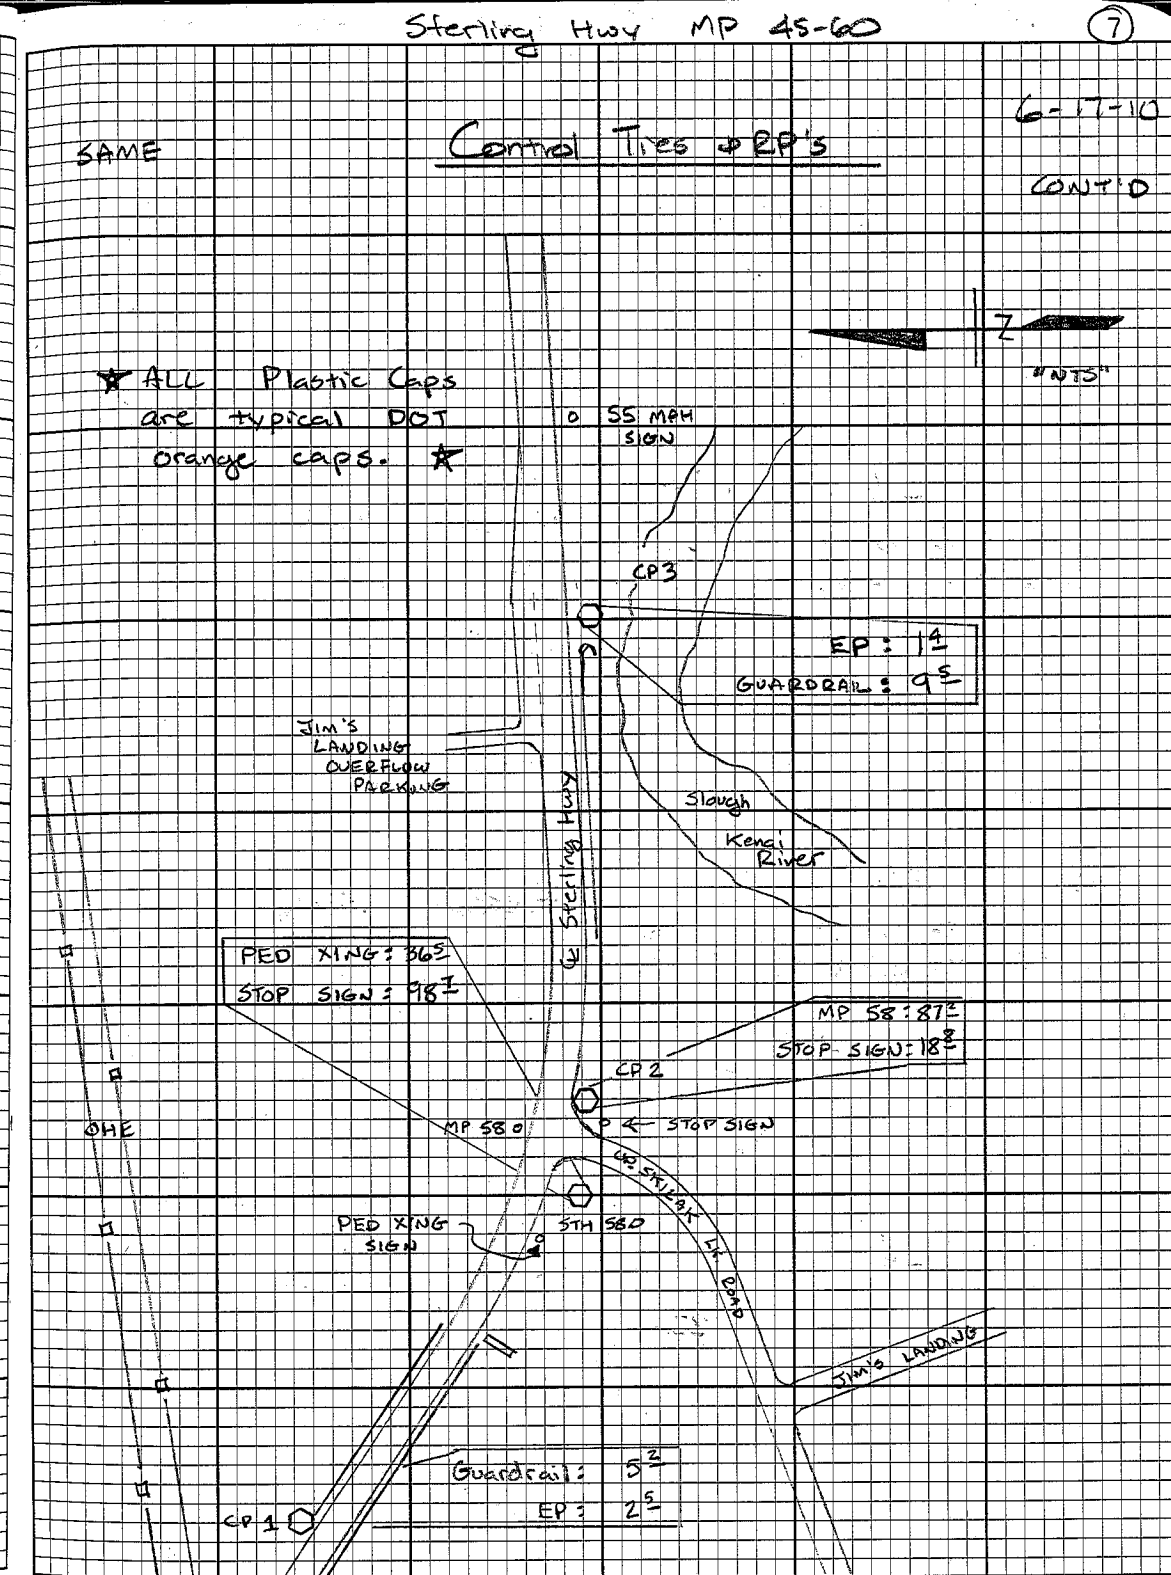 Sterling Hwy MP 45-60
7
6-17-10
SAME
Control Ties & RP's
CONT'D
Z
"NTS"
★ ALL Plastic Caps
are typical DOT
orange caps. ★
55 MPH
SIGN
CP3
EP: 1 4
GUARDRAIL: 9 5
JIM'S
LANDING
OVERFLOW
PARKING
Slough
Kenai
River
℄ Sterling Hwy
PED XING: 36 5
STOP SIGN: 98 7
MP 58: 87 2
STOP SIGN: 18 8
CP 2
OHE
MP 58
STOP SIGN
SKILAK LK. ROAD
PED XING
SIGN
STH 58D
JIM'S LANDING
Guardrail: 5 2
EP: 2 5
CP 1